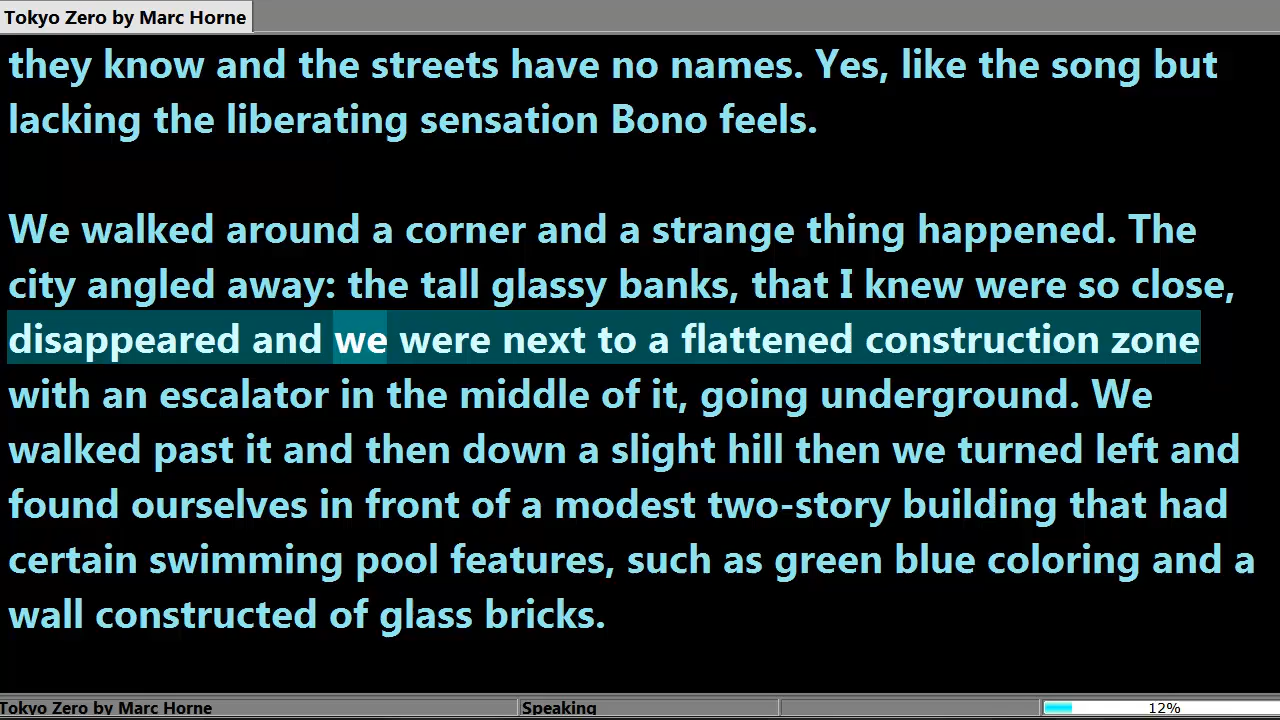 Tokyo Zero by Marc Horne
they know and the streets have no names. Yes, like the song but
lacking the liberating sensation Bono feels.
We walked around a corner and a strange thing happened. The
city angled away: the tall glassy banks, that I knew were so close,
disappeared and we were next to a flattened construction zone
with an escalator in the middle of it, going underground. We
walked past it and then down a slight hill then we turned left and
found ourselves in front of a modest two-story building that had
certain swimming pool features, such as green blue coloring and a
wall constructed of glass bricks.
Tokyo Zero by Marc Horne Speaking 12%